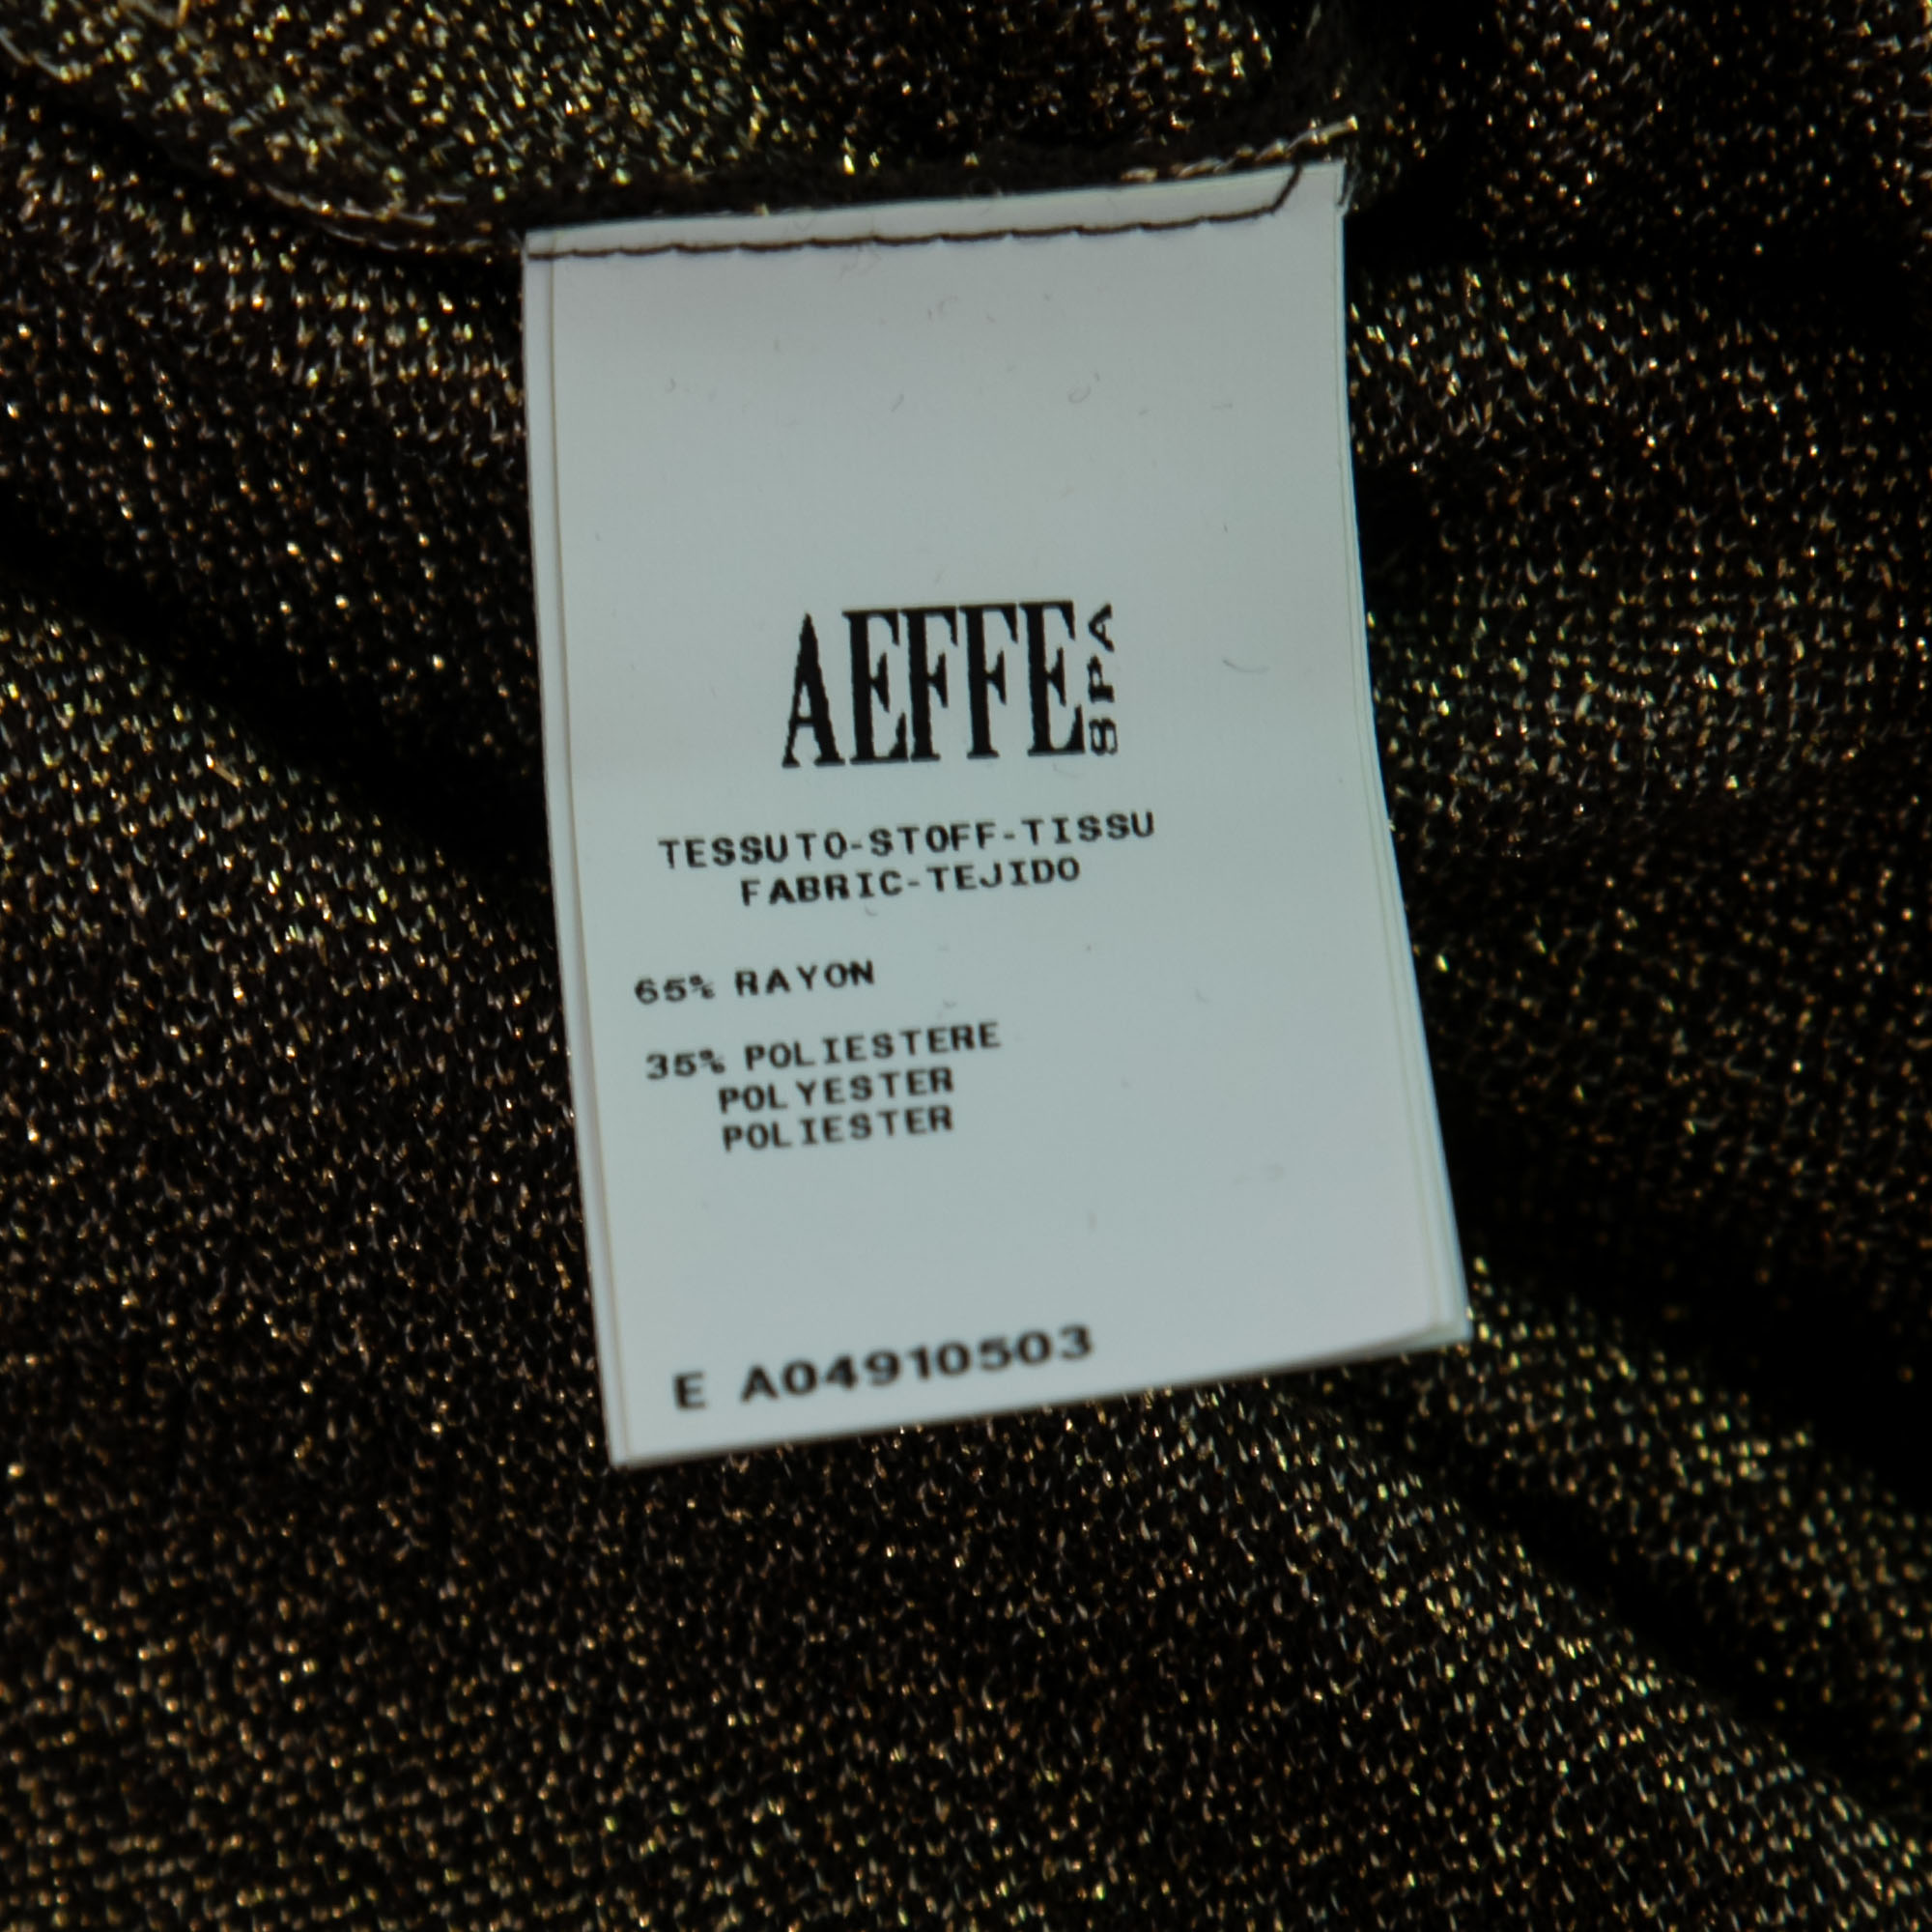 AEFFE SPA
TESSUTO-STOFF-TISSU
FABRIC-TEJIDO
65% RAYON
35% POLIESTERE
POLYESTER
POLIESTER
E A04910503